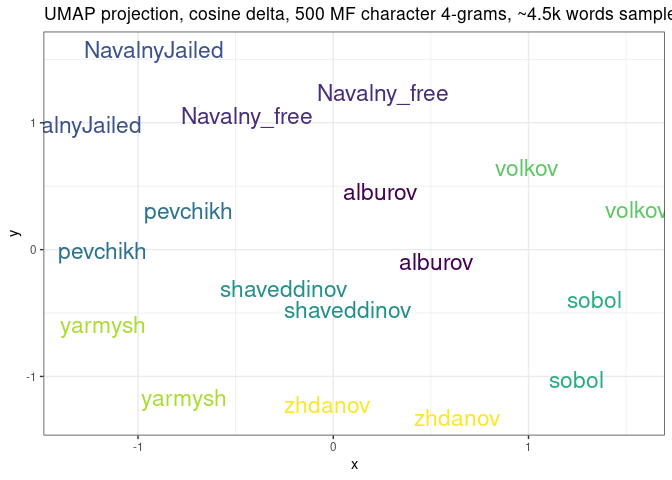 UMAP projection, cosine delta, 500 MF character 4-grams, ~4.5k words sample
NavalnyJailed
Navalny_free
Navalny_free
alnyJailed
volkov
alburov
volkov
pevchikh
pevchikh
alburov
shaveddinov
shaveddinov
sobol
yarmysh
sobol
yarmysh
zhdanov
zhdanov
1
0
-1
y
-1
0
1
x